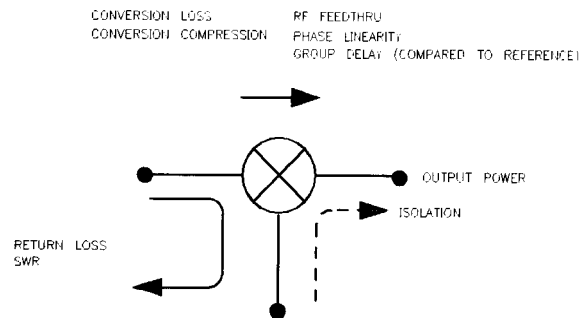 CONVERSION LOSS RF FEEDTHRU
CONVERSION COMPRESSION PHASE LINEARITY
GROUP DELAY (COMPARED TO REFERENCE)
OUTPUT POWER
ISOLATION
RETURN LOSS
SWR